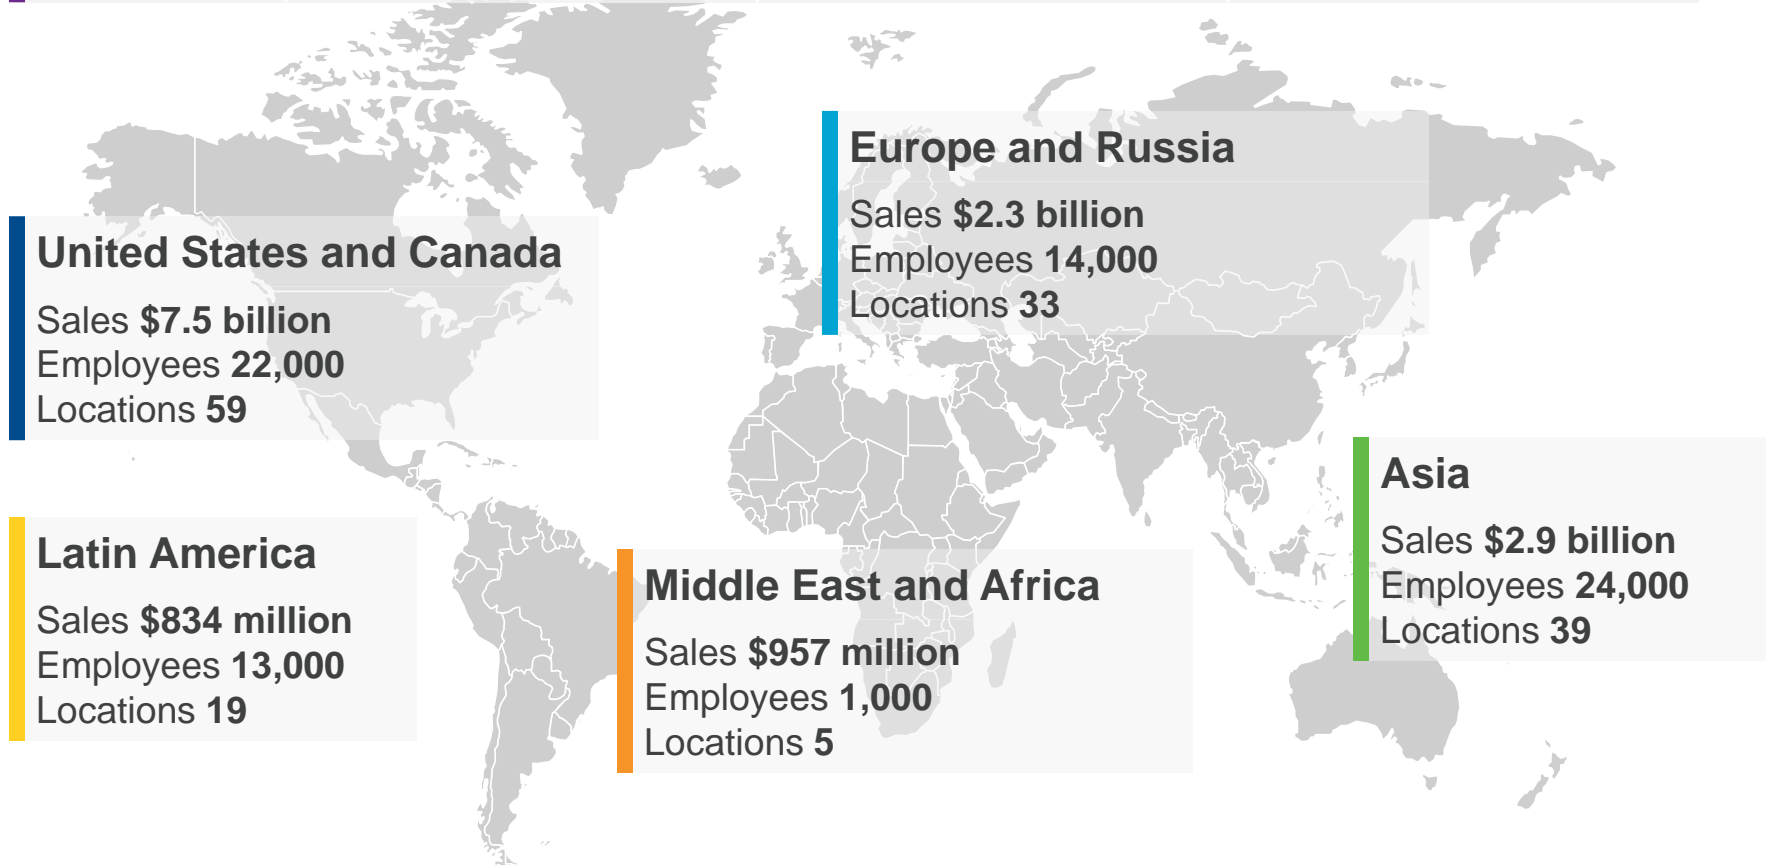 Europe and Russia
Sales $2.3 billion
Employees 14,000
Locations 33
United States and Canada
Sales $7.5 billion
Employees 22,000
Locations 59
Asia
Sales $2.9 billion
Employees 24,000
Locations 39
Latin America
Sales $834 million
Employees 13,000
Locations 19
Middle East and Africa
Sales $957 million
Employees 1,000
Locations 5